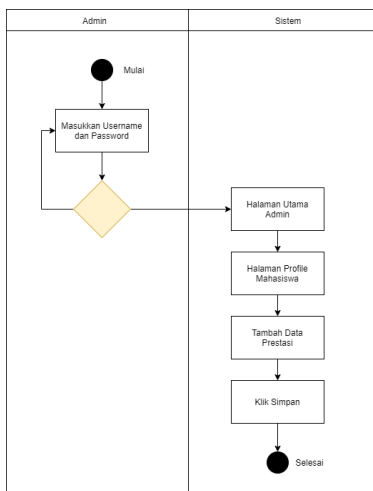 Admin
Sistem
Mulai
Masukkan Username
dan Password
Halaman Utama
Admin
Halaman Profile
Mahasiswa
Tambah Data
Prestasi
Klik Simpan
Selesai